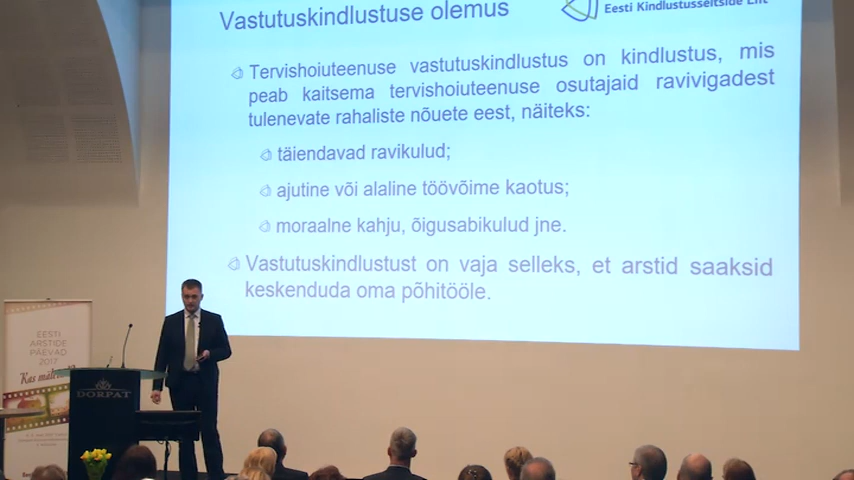 Vastutuskindlustuse olemus
Eesti Kindlustusseltside Liit
Tervishoiuteenuse vastutuskindlustus on kindlustus, mis
peab kaitsema tervishoiuteenuse osutajaid ravivigadest
tulenevate rahaliste nõuete eest, näiteks:
täiendavad ravikulud;
ajutine või alaline töövõime kaotus;
moraalne kahju, õigusabikulud jne.
Vastutuskindlustust on vaja selleks, et arstid saaksid
keskenduda oma põhitööle.
EESTI
ARSTIDE
PÄEVAD
2017
DORPAT